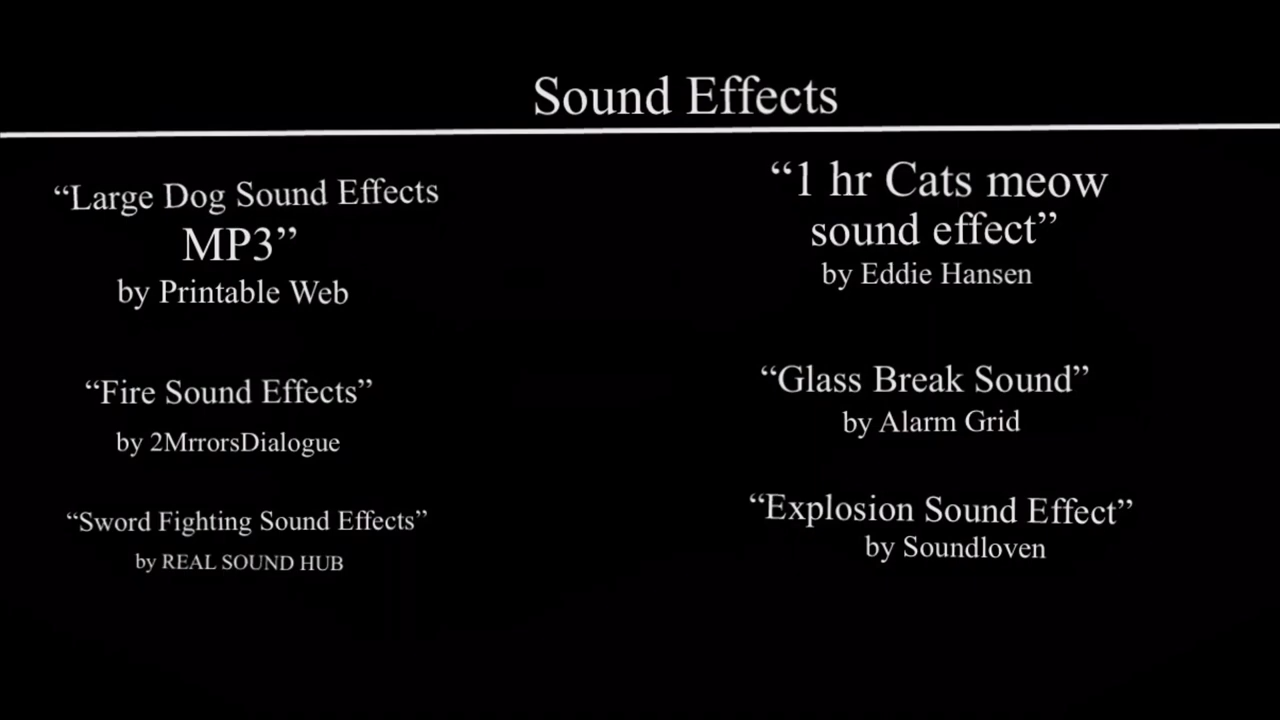 Sound Effects
“Large Dog Sound Effects
MP3”
by Printable Web
“Fire Sound Effects”
by 2MrrorsDialogue
“Sword Fighting Sound Effects”
by REAL SOUND HUB
“1 hr Cats meow
sound effect”
by Eddie Hansen
“Glass Break Sound”
by Alarm Grid
“Explosion Sound Effect”
by Soundloven